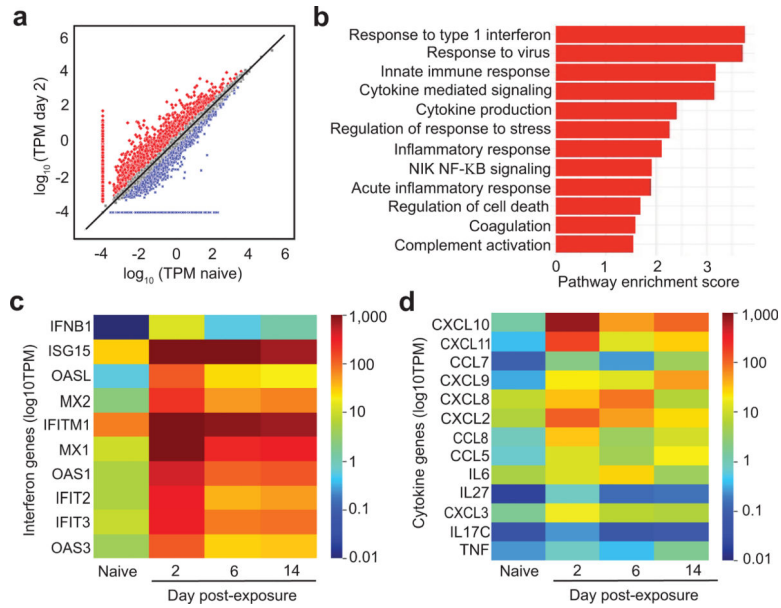 a
log10 (TPM day 2)
6
4
2
0
-2
-4
-4 -2 0 2 4 6
log10 (TPM naive)
b
Response to type 1 interferon
Response to virus
Innate immune response
Cytokine mediated signaling
Cytokine production
Regulation of response to stress
Inflammatory response
NIK NF-κB signaling
Acute inflammatory response
Regulation of cell death
Coagulation
Complement activation
0 1 2 3
Pathway enrichment score
c
Interferon genes (log10TPM)
IFNB1
ISG15
OASL
MX2
IFITM1
MX1
OAS1
IFIT2
IFIT3
OAS3
1,000
100
10
1
0.1
0.01
Naive 2 6 14
Day post-exposure
d
Cytokine genes (log10TPM)
CXCL10
CXCL11
CCL7
CXCL9
CXCL8
CXCL2
CCL8
CCL5
IL6
IL27
CXCL3
IL17C
TNF
1,000
100
10
1
0.1
0.01
Naive 2 6 14
Day post-exposure